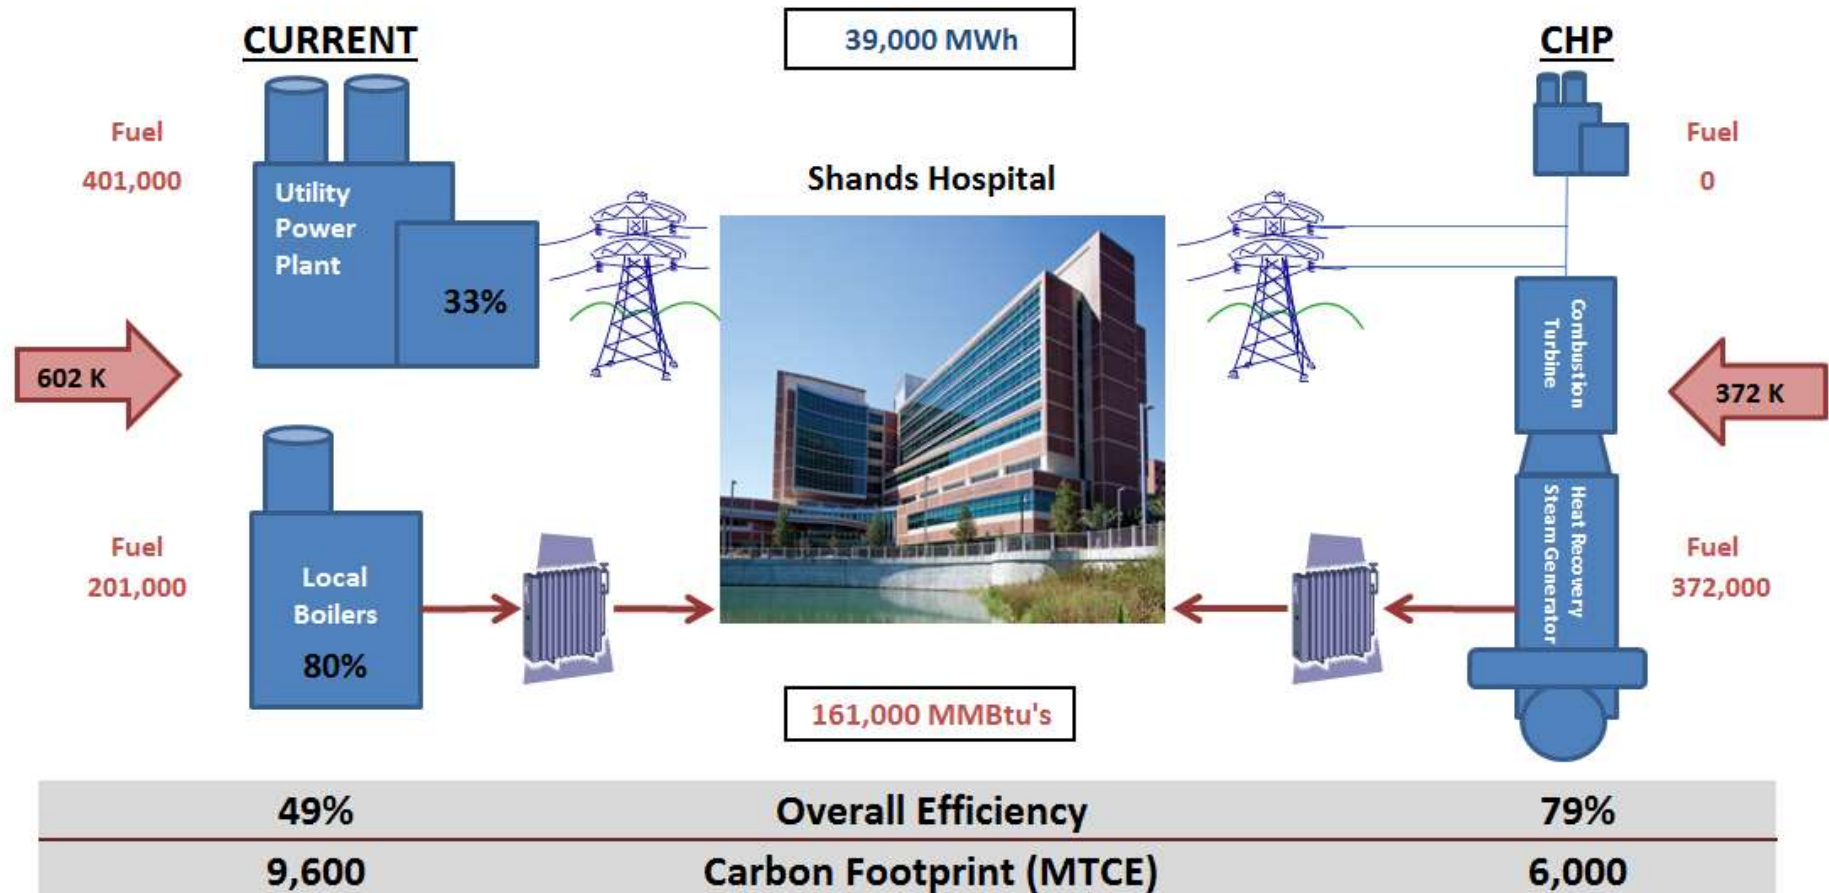 CURRENT
39,000 MWh
CHP
Fuel
401,000
Utility
Power
Plant
33%
Shands Hospital
Fuel
0
602 K
Combustion
Turbine
372 K
Fuel
201,000
Local
Boilers
80%
Heat Recovery
Steam Generator
Fuel
372,000
161,000 MMBtu's
49% Overall Efficiency 79%
9,600 Carbon Footprint (MTCE) 6,000